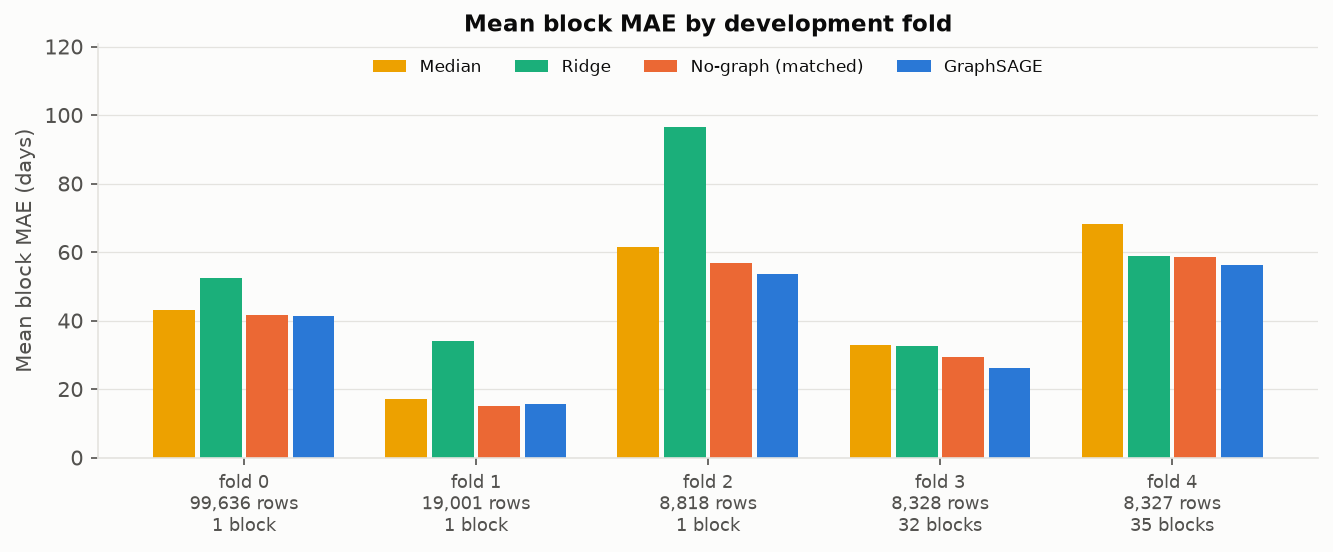 Mean block MAE by development fold
Median Ridge No-graph (matched) GraphSAGE
Mean block MAE (days)
120
100
80
60
40
20
0
fold 0 fold 1 fold 2 fold 3 fold 4
99,636 rows 19,001 rows 8,818 rows 8,328 rows 8,327 rows
1 block 1 block 1 block 32 blocks 35 blocks